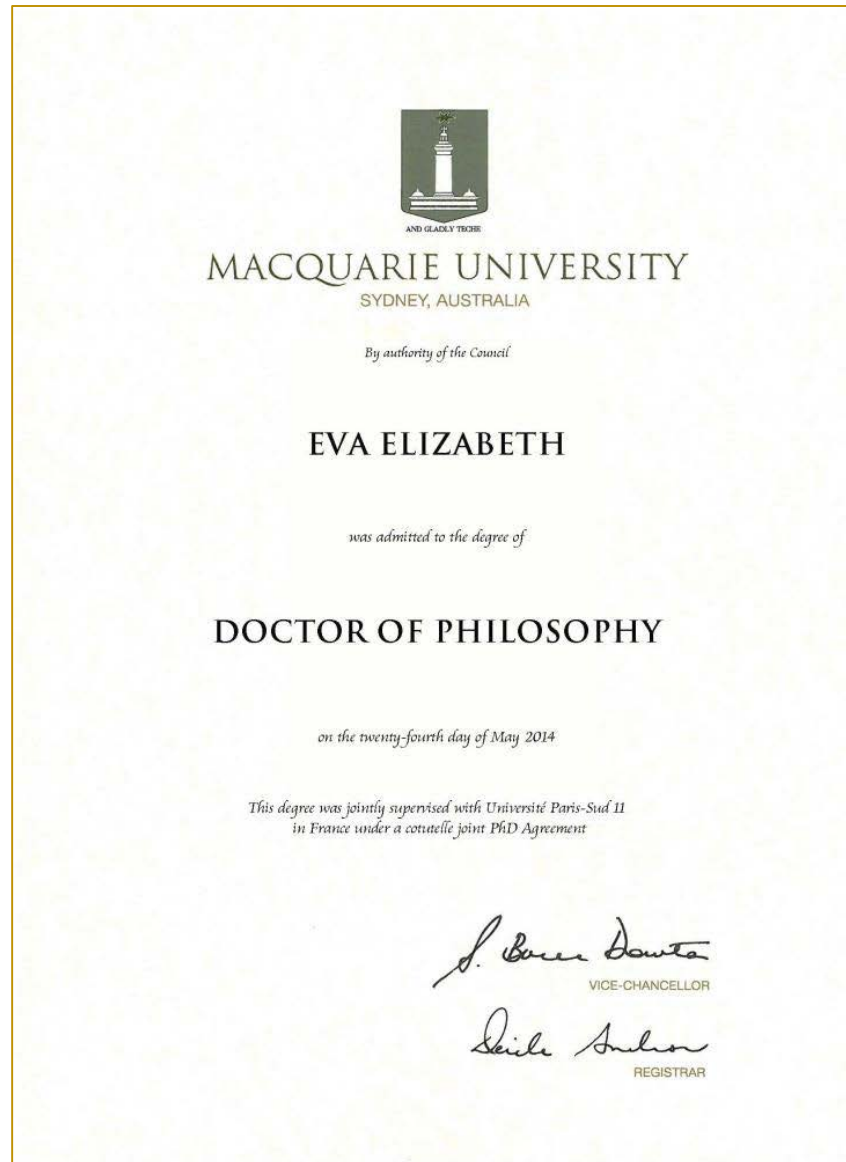 AND GLADLY TECHE
MACQUARIE UNIVERSITY
SYDNEY, AUSTRALIA
By authority of the Council
EVA ELIZABETH
was admitted to the degree of
DOCTOR OF PHILOSOPHY
on the twenty-fourth day of May 2014
This degree was jointly supervised with Université Paris-Sud 11
in France under a cotutelle joint PhD Agreement
S. Bruce Dowton
VICE-CHANCELLOR
REGISTRAR